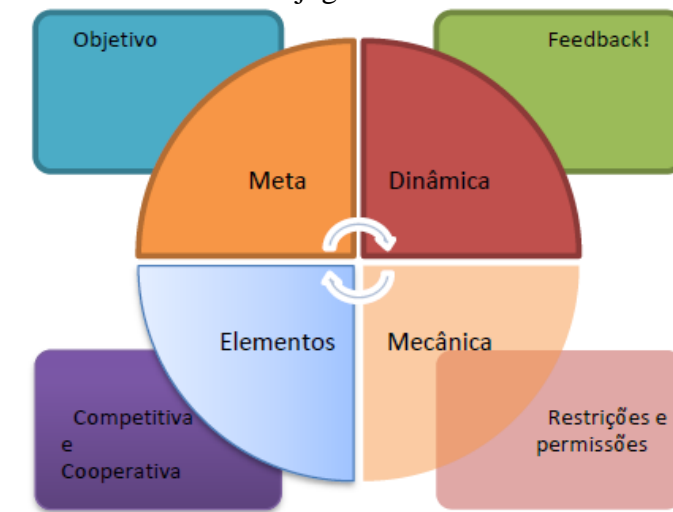 Objetivo
Feedback!
Meta
Dinâmica
Elementos
Mecânica
Competitiva
e
Cooperativa
Restrições e
permissões